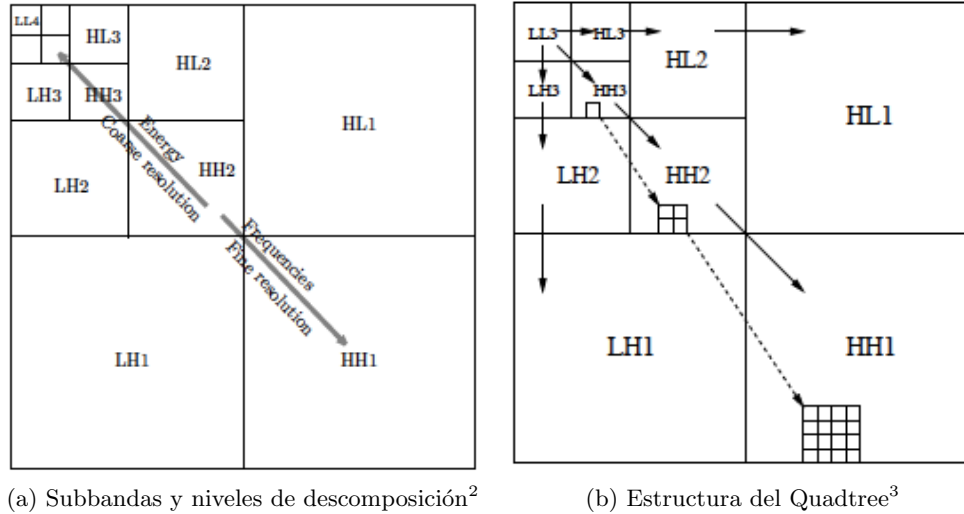 LL4
HL3
HL2
LH3
HH3
HL1
Energy
Coarse resolution
LH2
HH2
Frequencies
Fine resolution
LH1
HH1
(a) Subbandas y niveles de descomposición2
LL3
HL3
HL2
LH3
HH3
HL1
LH2
HH2
LH1
HH1
(b) Estructura del Quadtree3